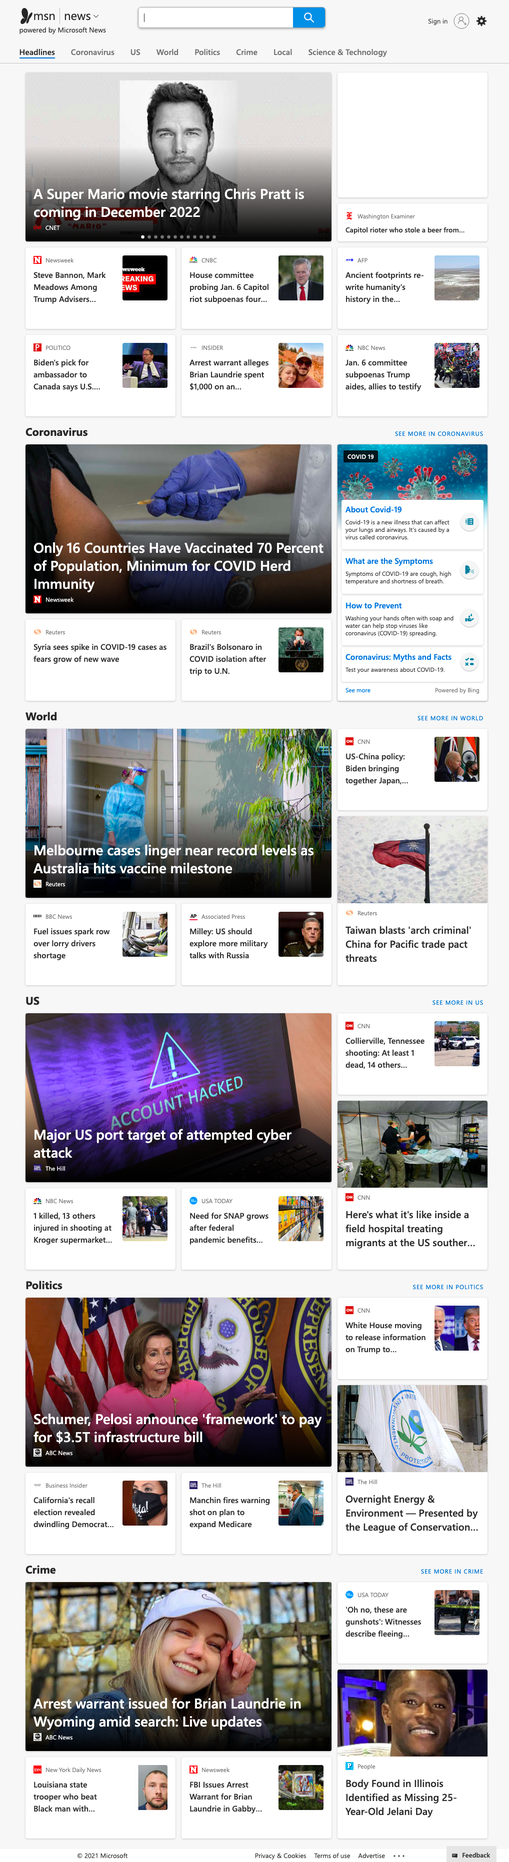 msn news
powered by Microsoft News
Sign in
Headlines Coronavirus US World Politics Crime Local Science & Technology
A Super Mario movie starring Chris Pratt is
coming in December 2022
CNET
Washington Examiner
Capitol rioter who stole a beer from...
Newsweek
Steve Bannon, Mark
Meadows Among
Trump Advisers...
CNBC
House committee
probing Jan. 6 Capitol
riot subpoenas four...
AFP
Ancient footprints re-
write humanity's
history in the...
POLITICO
Biden's pick for
ambassador to
Canada says U.S....
INSIDER
Arrest warrant alleges
Brian Laundrie spent
$1,000 on an...
NBC News
Jan. 6 committee
subpoenas Trump
aides, allies to testify
Coronavirus
SEE MORE IN CORONAVIRUS
Only 16 Countries Have Vaccinated 70 Percent
of Population, Minimum for COVID Herd
Immunity
Newsweek
COVID 19
About Covid-19
Covid-19 is a new illness that can affect
your lungs and airways. It's caused by a
virus called coronavirus.
What are the Symptoms
Symptoms of COVID-19 are cough, high
temperature and shortness of breath.
How to Prevent
Washing your hands often with soap and
water can help stop viruses like
coronavirus (COVID-19) spreading.
Coronavirus: Myths and Facts
Test your awareness about COVID-19.
See more
Powered by Bing
Reuters
Syria sees spike in COVID-19 cases as
fears grow of new wave
Reuters
Brazil's Bolsonaro in
COVID isolation after
trip to U.N.
World
SEE MORE IN WORLD
Melbourne cases linger near record levels as
Australia hits vaccine milestone
Reuters
CNN
US-China policy:
Biden bringing
together Japan,...
Reuters
Taiwan blasts 'arch criminal'
China for Pacific trade pact
threats
BBC News
Fuel issues spark row
over lorry drivers
shortage
Associated Press
Milley: US should
explore more military
talks with Russia
US
SEE MORE IN US
ACCOUNT HACKED
Major US port target of attempted cyber
attack
The Hill
CNN
Collierville, Tennessee
shooting: At least 1
dead, 14 others...
CNN
Here's what it's like inside a
field hospital treating
migrants at the US souther...
NBC News
1 killed, 13 others
injured in shooting at
Kroger supermarket...
USA TODAY
Need for SNAP grows
after federal
pandemic benefits...
Politics
SEE MORE IN POLITICS
Schumer, Pelosi announce 'framework' to pay
for $3.5T infrastructure bill
ABC News
CNN
White House moving
to release information
on Trump to...
The Hill
Overnight Energy &
Environment — Presented by
the League of Conservation...
Business Insider
California's recall
election revealed
dwindling Democrat...
The Hill
Manchin fires warning
shot on plan to
expand Medicare
Crime
SEE MORE IN CRIME
Arrest warrant issued for Brian Laundrie in
Wyoming amid search: Live updates
ABC News
USA TODAY
'Oh no, these are
gunshots': Witnesses
describe fleeing...
People
Body Found in Illinois
Identified as Missing 25-
Year-Old Jelani Day
New York Daily News
Louisiana state
trooper who beat
Black man with...
Newsweek
FBI Issues Arrest
Warrant for Brian
Laundrie in Gabby...
© 2021 Microsoft
Privacy & Cookies Terms of use Advertise ...
Feedback